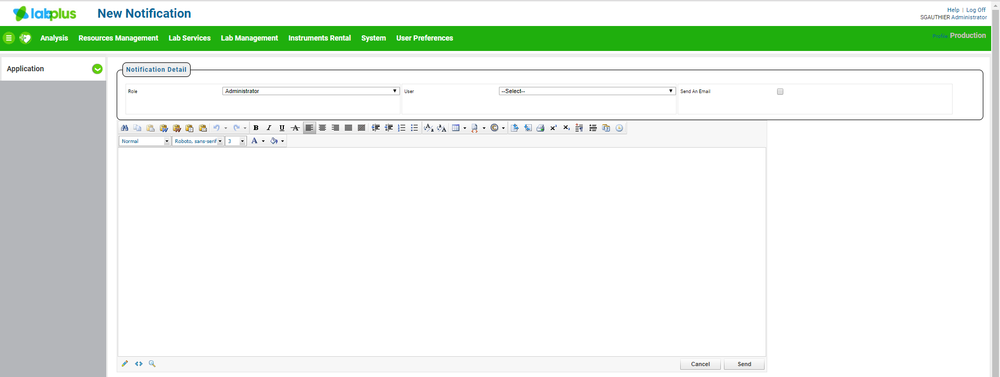 labplus
New Notification
Help | Log Off
SGAUTHIER Administrator
Analysis Resources Management Lab Services Lab Management Instruments Rental System User Preferences
Profile: Production
Application
Notification Detail
Role Administrator User --Select-- Send An Email
Normal Roboto, sans-serif 3
Cancel Send